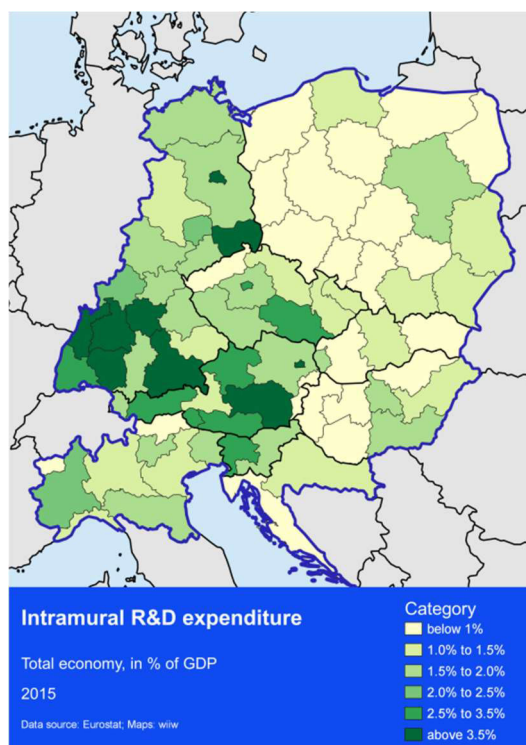 Intramural R&D expenditure
Total economy, in % of GDP
2015
Data source: Eurostat; Maps: wiiw
Category
below 1%
1.0% to 1.5%
1.5% to 2.0%
2.0% to 2.5%
2.5% to 3.5%
above 3.5%